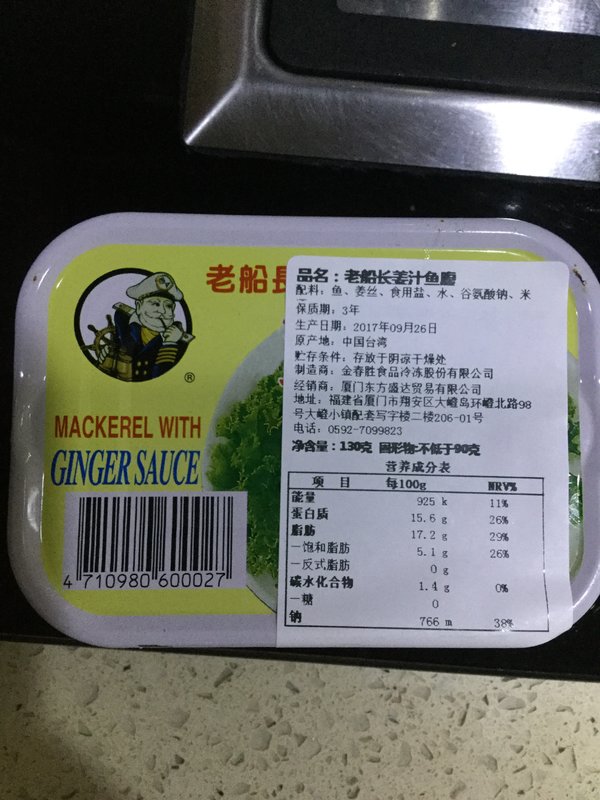 老船長
®
MACKEREL WITH
GINGER SAUCE
4 710980 600027
品名：老船长姜汁鱼
配料：鱼、姜丝、食用盐、水、谷氨酸钠、米
保质期：3年
生产日期：2017年09月26日
原产地：中国台湾
贮存条件：存放于阴凉干燥处
制造商：金春胜食品冷冻股份有限公司
经销商：厦门东方盛达贸易有限公司
地址：福建省厦门市翔安区大嶝岛环嶝北路98
号大嶝小镇配套写字楼二楼206-01号
电话：0592-7099823
净含量：130克 固形物:不低于90克
营养成分表
项 目 每100g NRV%
能量 925 k 11%
蛋白质 15.6 g 26%
脂肪 17.2 g 29%
—饱和脂肪 5.1 g 26%
—反式脂肪 0 g
碳水化合物 1.4 g 0%
—糖 0
钠 766 m 38%